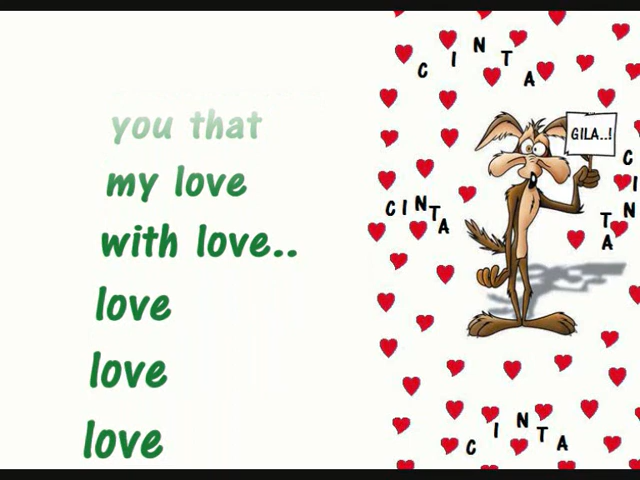 you that
my love
with love..
love
love
love
CINTA
GILA..!
CINTA
CINTA
CINTA